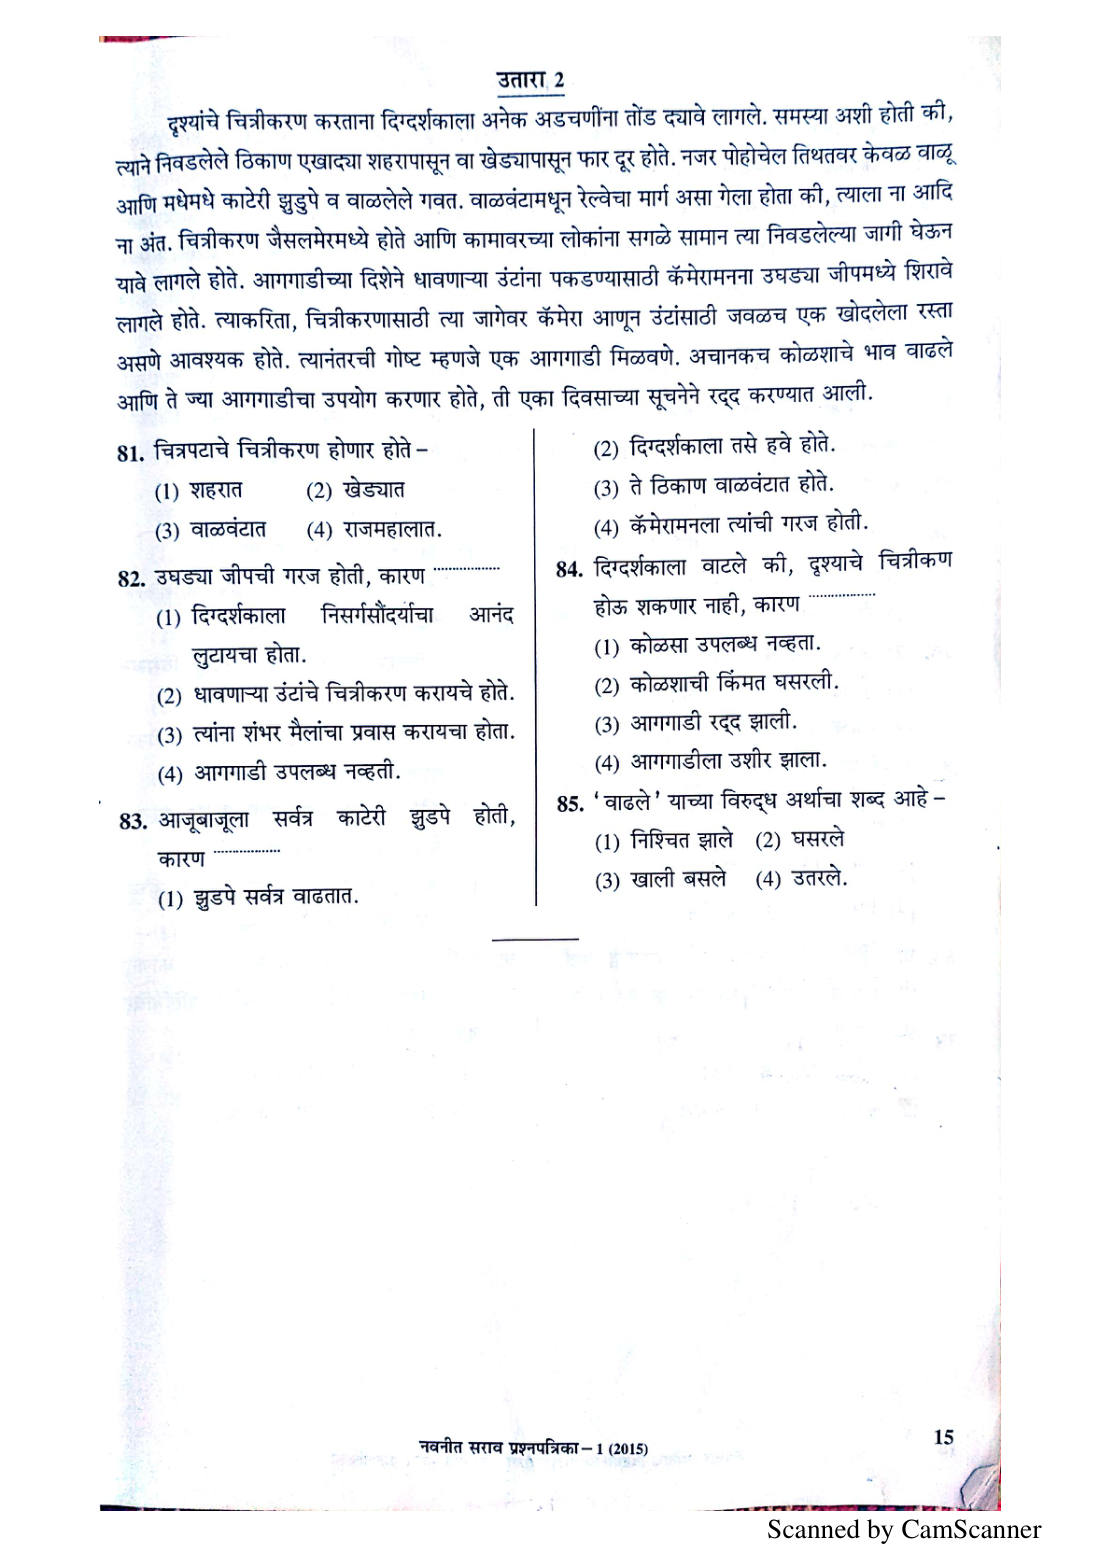 उतारा 2
दृश्यांचे चित्रीकरण करताना दिग्दर्शकाला अनेक अडचणींना तोंड द्यावे लागले. समस्या अशी होती की,
त्याने निवडलेले ठिकाण एखाद्या शहरापासून वा खेड्यापासून फार दूर होते. नजर पोहोचेल तिथतवर केवळ वाळू
आणि मधेमधे काटेरी झुडुपे व वाळलेले गवत. वाळवंटामधून रेल्वेचा मार्ग असा गेला होता की, त्याला ना आदि
ना अंत. चित्रीकरण जैसलमेरमध्ये होते आणि कामावरच्या लोकांना सगळे सामान त्या निवडलेल्या जागी घेऊन
यावे लागले होते. आगगाडीच्या दिशेने धावणाऱ्या उंटांना पकडण्यासाठी कॅमेरामनना उघड्या जीपमध्ये शिरावे
लागले होते. त्याकरिता, चित्रीकरणासाठी त्या जागेवर कॅमेरा आणून उंटांसाठी जवळच एक खोदलेला रस्ता
असणे आवश्यक होते. त्यानंतरची गोष्ट म्हणजे एक आगगाडी मिळवणे. अचानकच कोळशाचे भाव वाढले
आणि ते ज्या आगगाडीचा उपयोग करणार होते, ती एका दिवसाच्या सूचनेने रद्द करण्यात आली.
81. चित्रपटाचे चित्रीकरण होणार होते –
(1) शहरात (2) खेड्यात
(3) वाळवंटात (4) राजमहालात.
82. उघड्या जीपची गरज होती, कारण ..................
(1) दिग्दर्शकाला निसर्गसौंदर्याचा आनंद
लुटायचा होता.
(2) धावणाऱ्या उंटांचे चित्रीकरण करायचे होते.
(3) त्यांना शंभर मैलांचा प्रवास करायचा होता.
(4) आगगाडी उपलब्ध नव्हती.
83. आजूबाजूला सर्वत्र काटेरी झुडपे होती,
कारण ..................
(1) झुडपे सर्वत्र वाढतात.
(2) दिग्दर्शकाला तसे हवे होते.
(3) ते ठिकाण वाळवंटात होते.
(4) कॅमेरामनला त्यांची गरज होती.
84. दिग्दर्शकाला वाटले की, दृश्याचे चित्रीकण
होऊ शकणार नाही, कारण ..................
(1) कोळसा उपलब्ध नव्हता.
(2) कोळशाची किंमत घसरली.
(3) आगगाडी रद्द झाली.
(4) आगगाडीला उशीर झाला.
85. 'वाढले' याच्या विरुद्ध अर्थाचा शब्द आहे –
(1) निश्चित झाले (2) घसरले
(3) खाली बसले (4) उतरले.
नवनीत सराव प्रश्नपत्रिका – 1 (2015)
15
Scanned by CamScanner